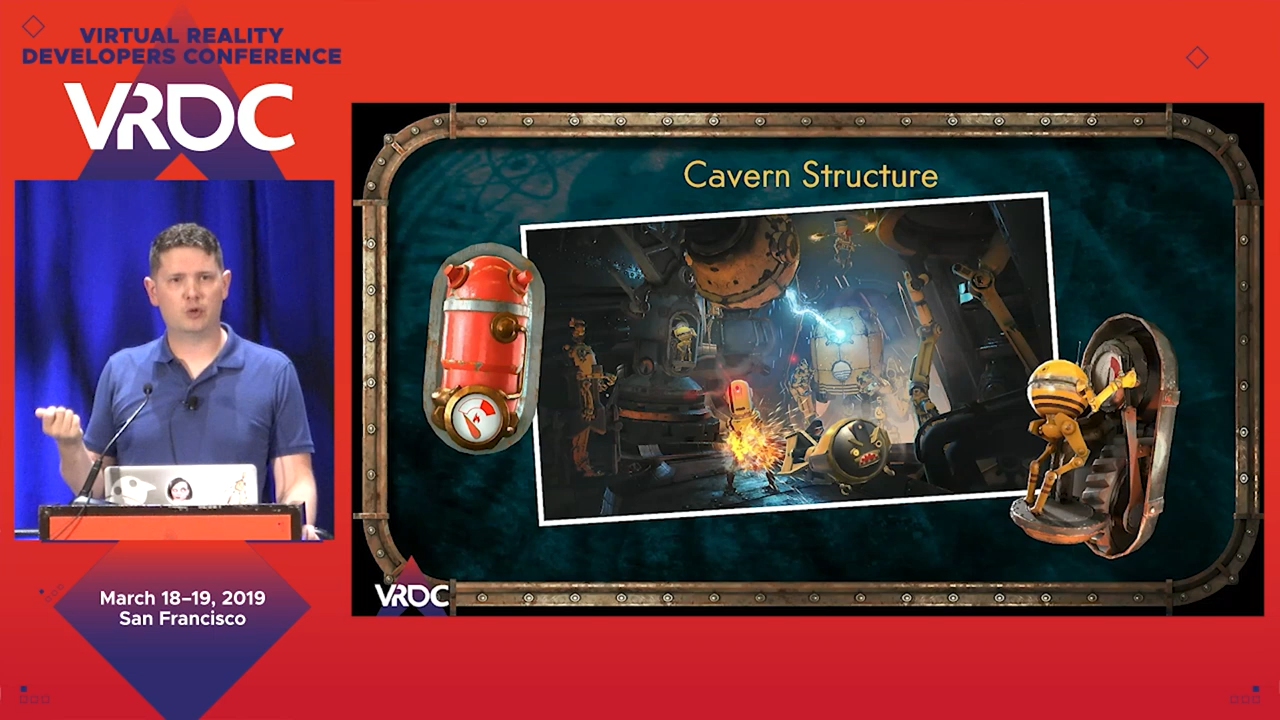 VIRTUAL REALITY
DEVELOPERS CONFERENCE
VRDC
Cavern Structure
VRDC
March 18–19, 2019
San Francisco